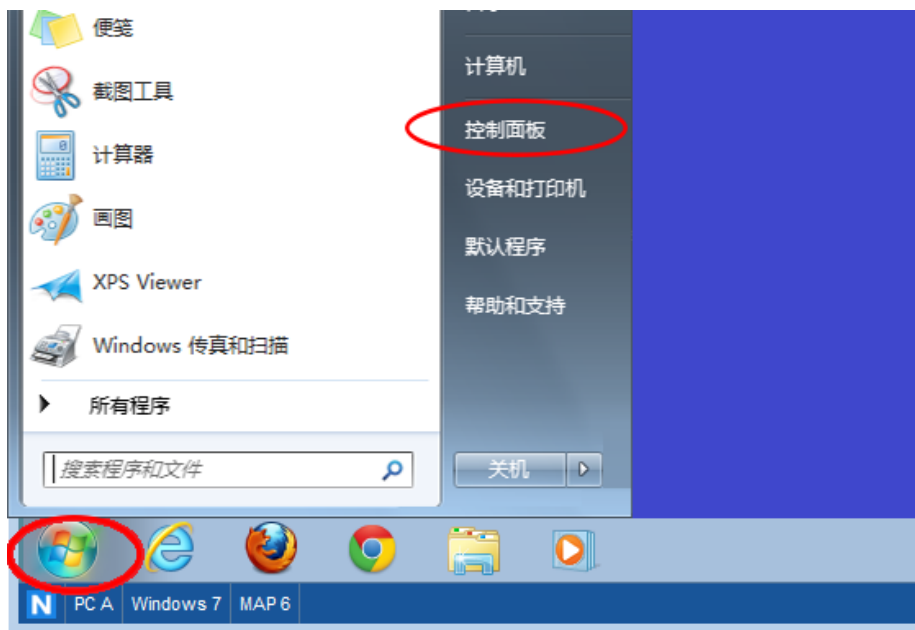 便笺
截图工具
计算器
画图
XPS Viewer
Windows 传真和扫描
所有程序
搜索程序和文件
计算机
控制面板
设备和打印机
默认程序
帮助和支持
关机
N PC A Windows 7 MAP 6